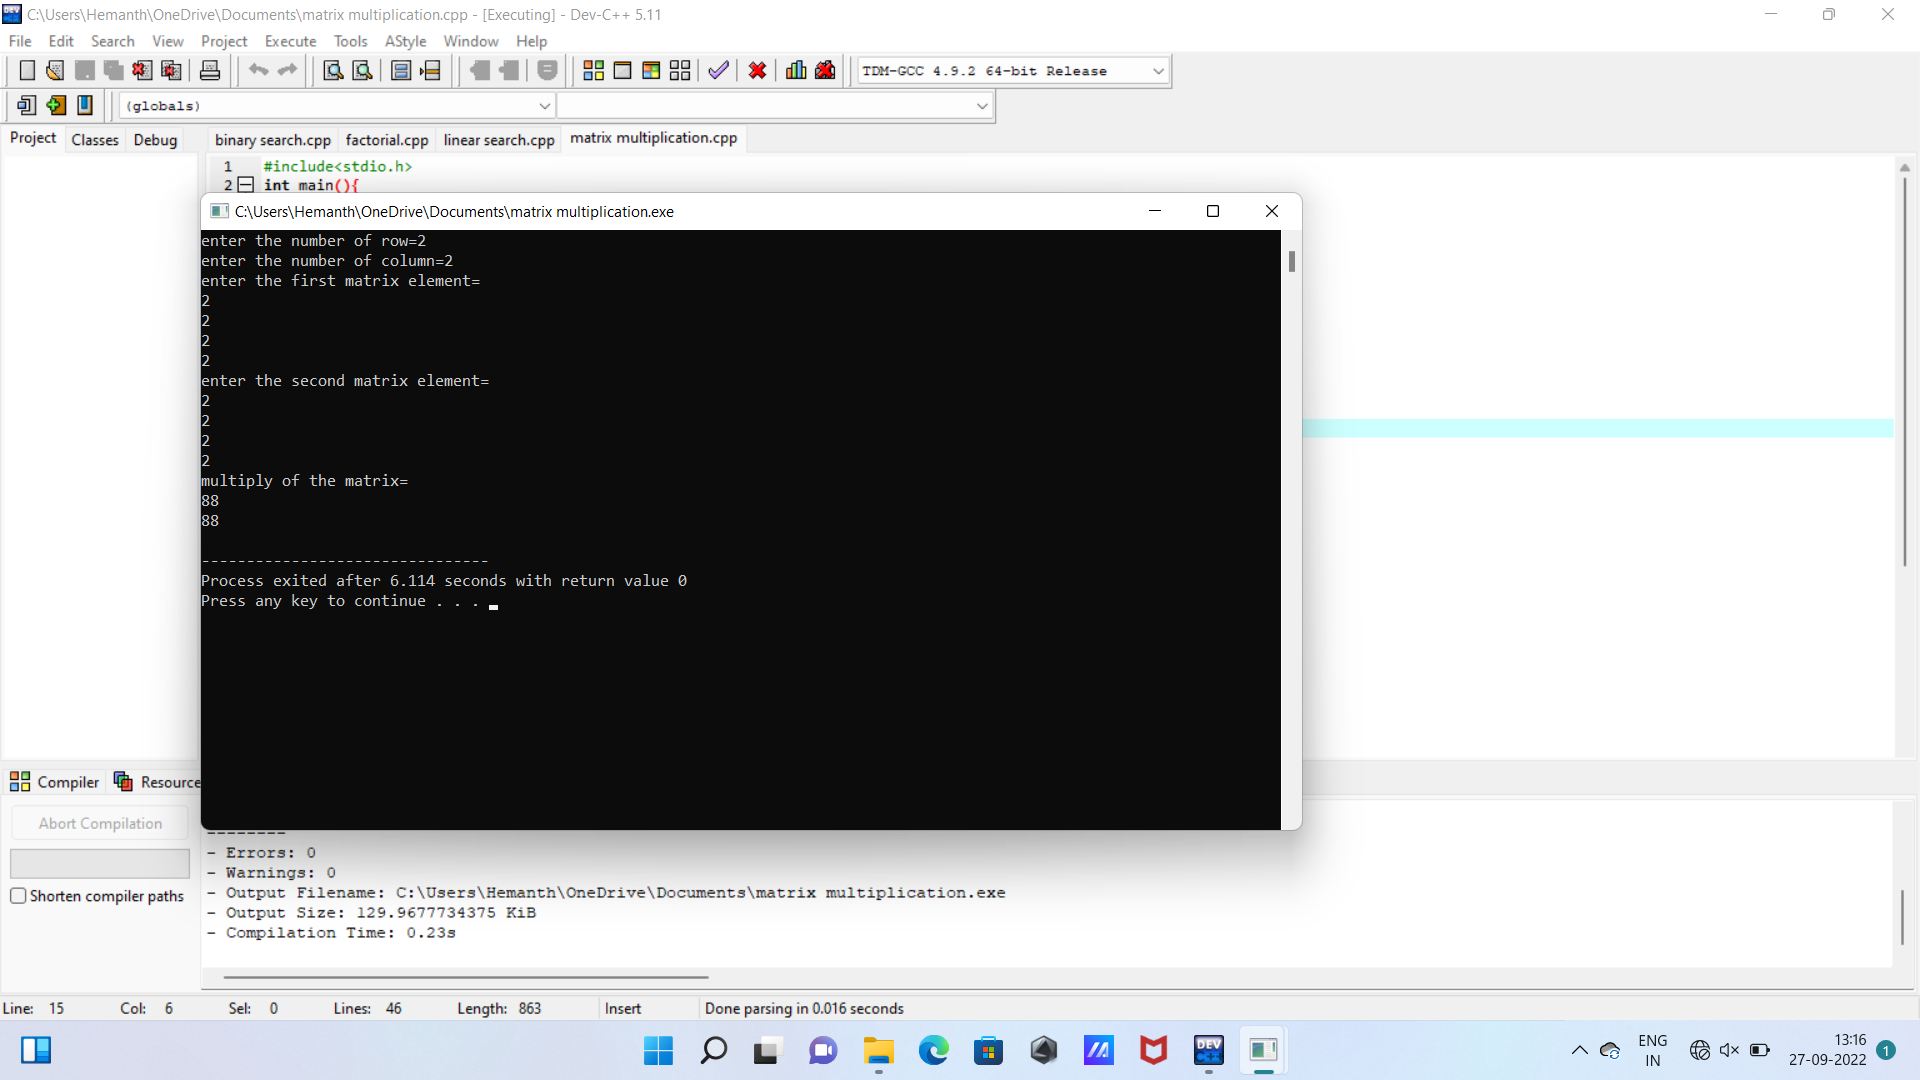 C:\Users\Hemanth\OneDrive\Documents\matrix multiplication.cpp - [Executing] - Dev-C++ 5.11
File Edit Search View Project Execute Tools AStyle Window Help
TDM-GCC 4.9.2 64-bit Release
(globals)
Project Classes Debug binary search.cpp factorial.cpp linear search.cpp matrix multiplication.cpp
1 #include<stdio.h>
2 int main(){
C:\Users\Hemanth\OneDrive\Documents\matrix multiplication.exe
enter the number of row=2
enter the number of column=2
enter the first matrix element=
2
2
2
2
enter the second matrix element=
2
2
2
2
multiply of the matrix=
88
88
--------------------------------
Process exited after 6.114 seconds with return value 0
Press any key to continue . . .
Compiler Resource
Abort Compilation
Shorten compiler paths
--------
- Errors: 0
- Warnings: 0
- Output Filename: C:\Users\Hemanth\OneDrive\Documents\matrix multiplication.exe
- Output Size: 129.9677734375 KiB
- Compilation Time: 0.23s
Line: 15 Col: 6 Sel: 0 Lines: 46 Length: 863 Insert Done parsing in 0.016 seconds
DEV
ENG
IN
13:16
27-09-2022
1